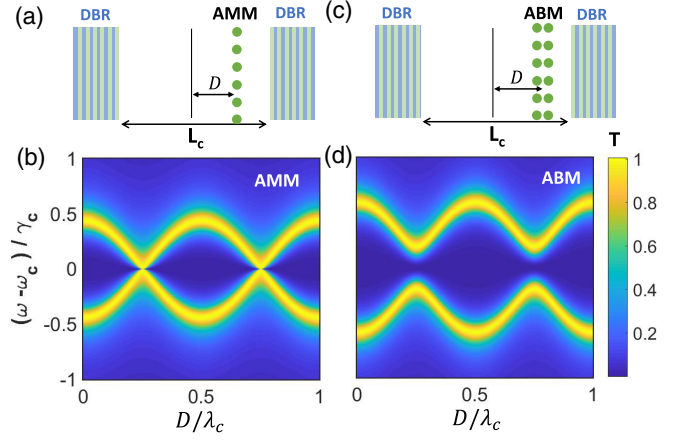 (a)
DBR
AMM
DBR
D
L_c
(c)
DBR
ABM
DBR
D
L_c
(b)
AMM
(ω -ω_c) / γ_c
1
0.5
0
-0.5
-1
0
0.5
1
D/λ_c
(d)
ABM
0
0.5
1
D/λ_c
T
1
0.8
0.6
0.4
0.2